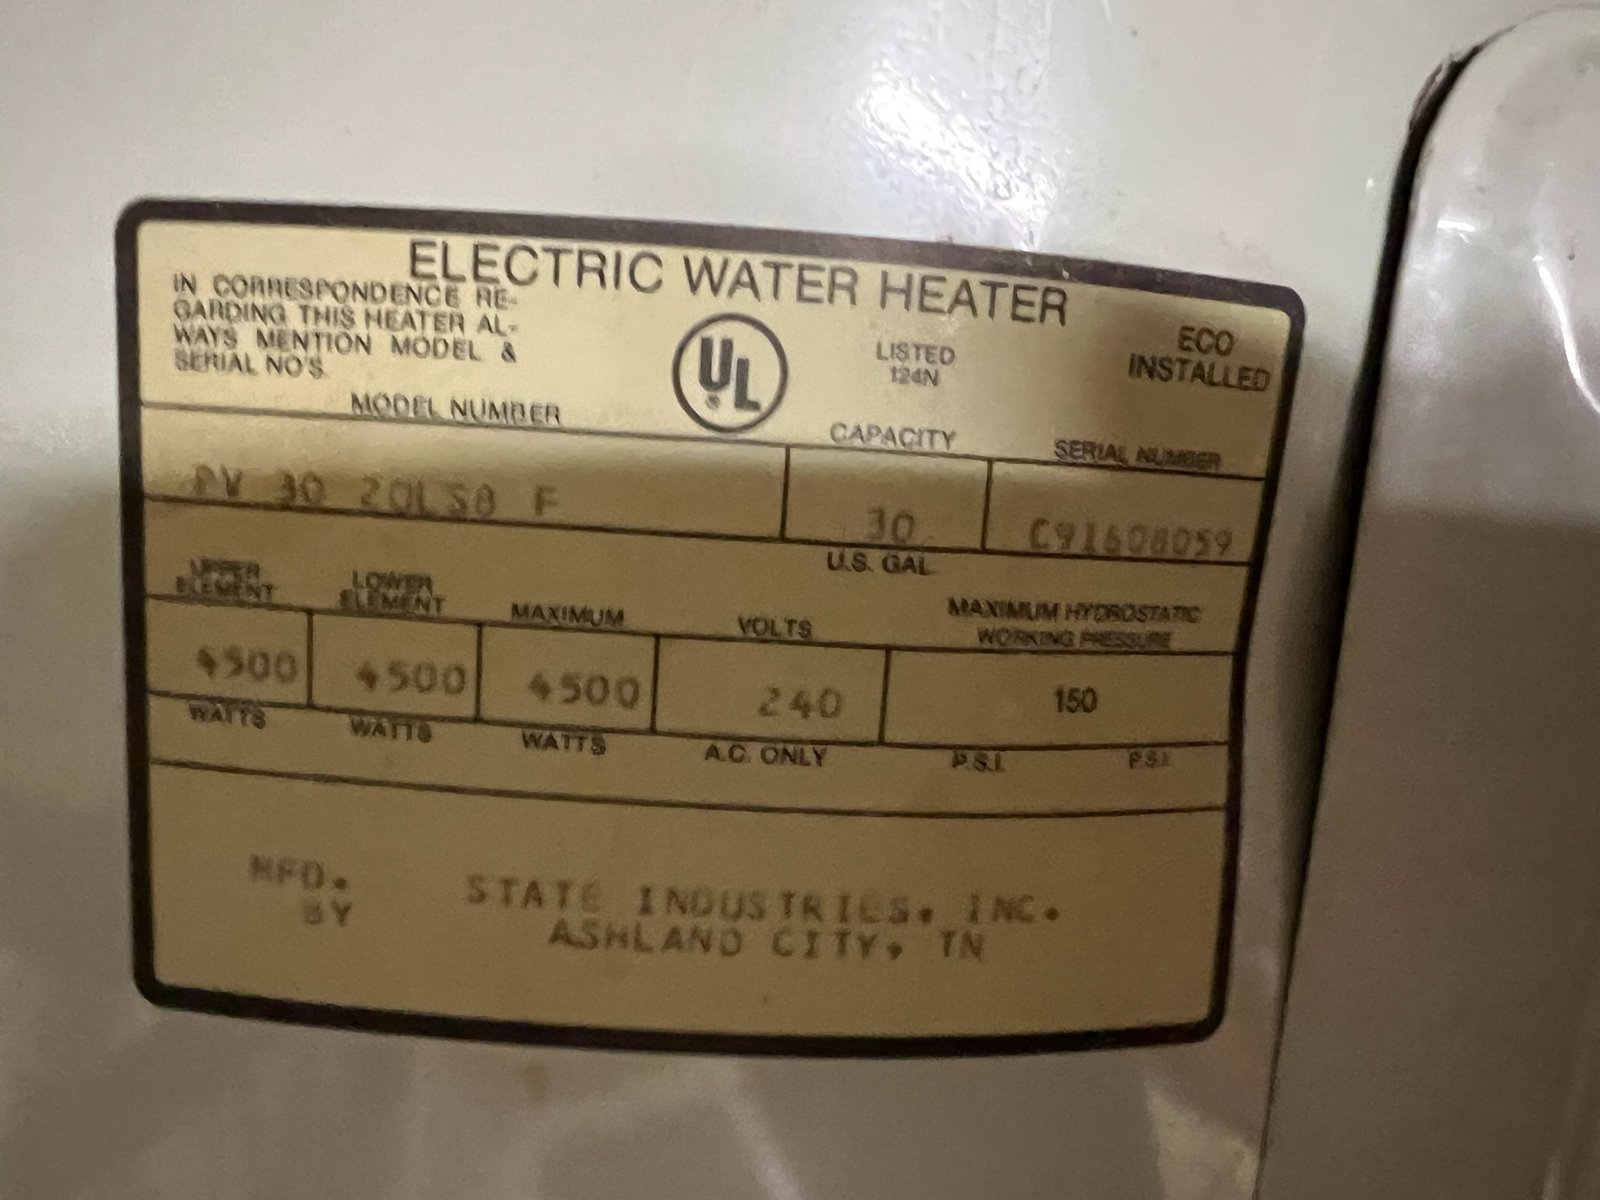 ELECTRIC WATER HEATER
IN CORRESPONDENCE RE-
GARDING THIS HEATER AL-
WAYS MENTION MODEL &
SERIAL NO'S.
UL
®
LISTED
124N
ECO
INSTALLED
MODEL NUMBER
CAPACITY
SERIAL NUMBER
PV 30 20LS8 F
30
C91608059
U.S. GAL.
UPPER
ELEMENT
LOWER
ELEMENT
MAXIMUM
VOLTS
MAXIMUM HYDROSTATIC
WORKING PRESSURE
4500
4500
4500
240
150
WATTS
WATTS
WATTS
A.C. ONLY
P.S.I.
P.S.I.
MFD.
BY
STATE INDUSTRIES, INC.
ASHLAND CITY, TN